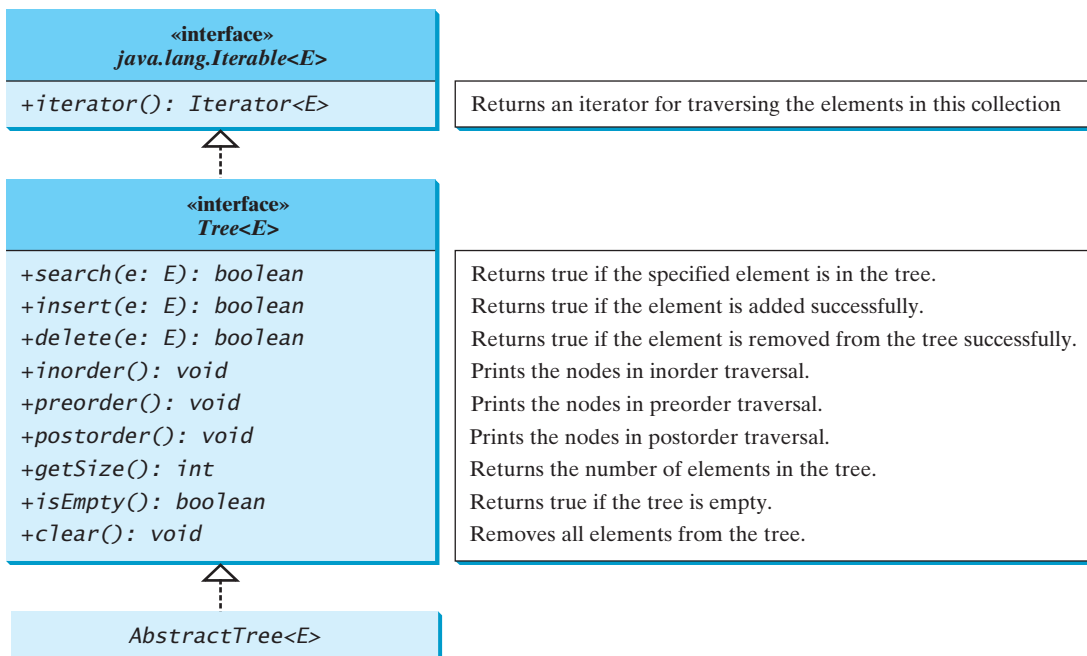 «interface»
java.lang.Iterable<E>
+iterator(): Iterator<E>
Returns an iterator for traversing the elements in this collection
«interface»
Tree<E>
+search(e: E): boolean
Returns true if the specified element is in the tree.
+insert(e: E): boolean
Returns true if the element is added successfully.
+delete(e: E): boolean
Returns true if the element is removed from the tree successfully.
+inorder(): void
Prints the nodes in inorder traversal.
+preorder(): void
Prints the nodes in preorder traversal.
+postorder(): void
Prints the nodes in postorder traversal.
+getSize(): int
Returns the number of elements in the tree.
+isEmpty(): boolean
Returns true if the tree is empty.
+clear(): void
Removes all elements from the tree.
AbstractTree<E>